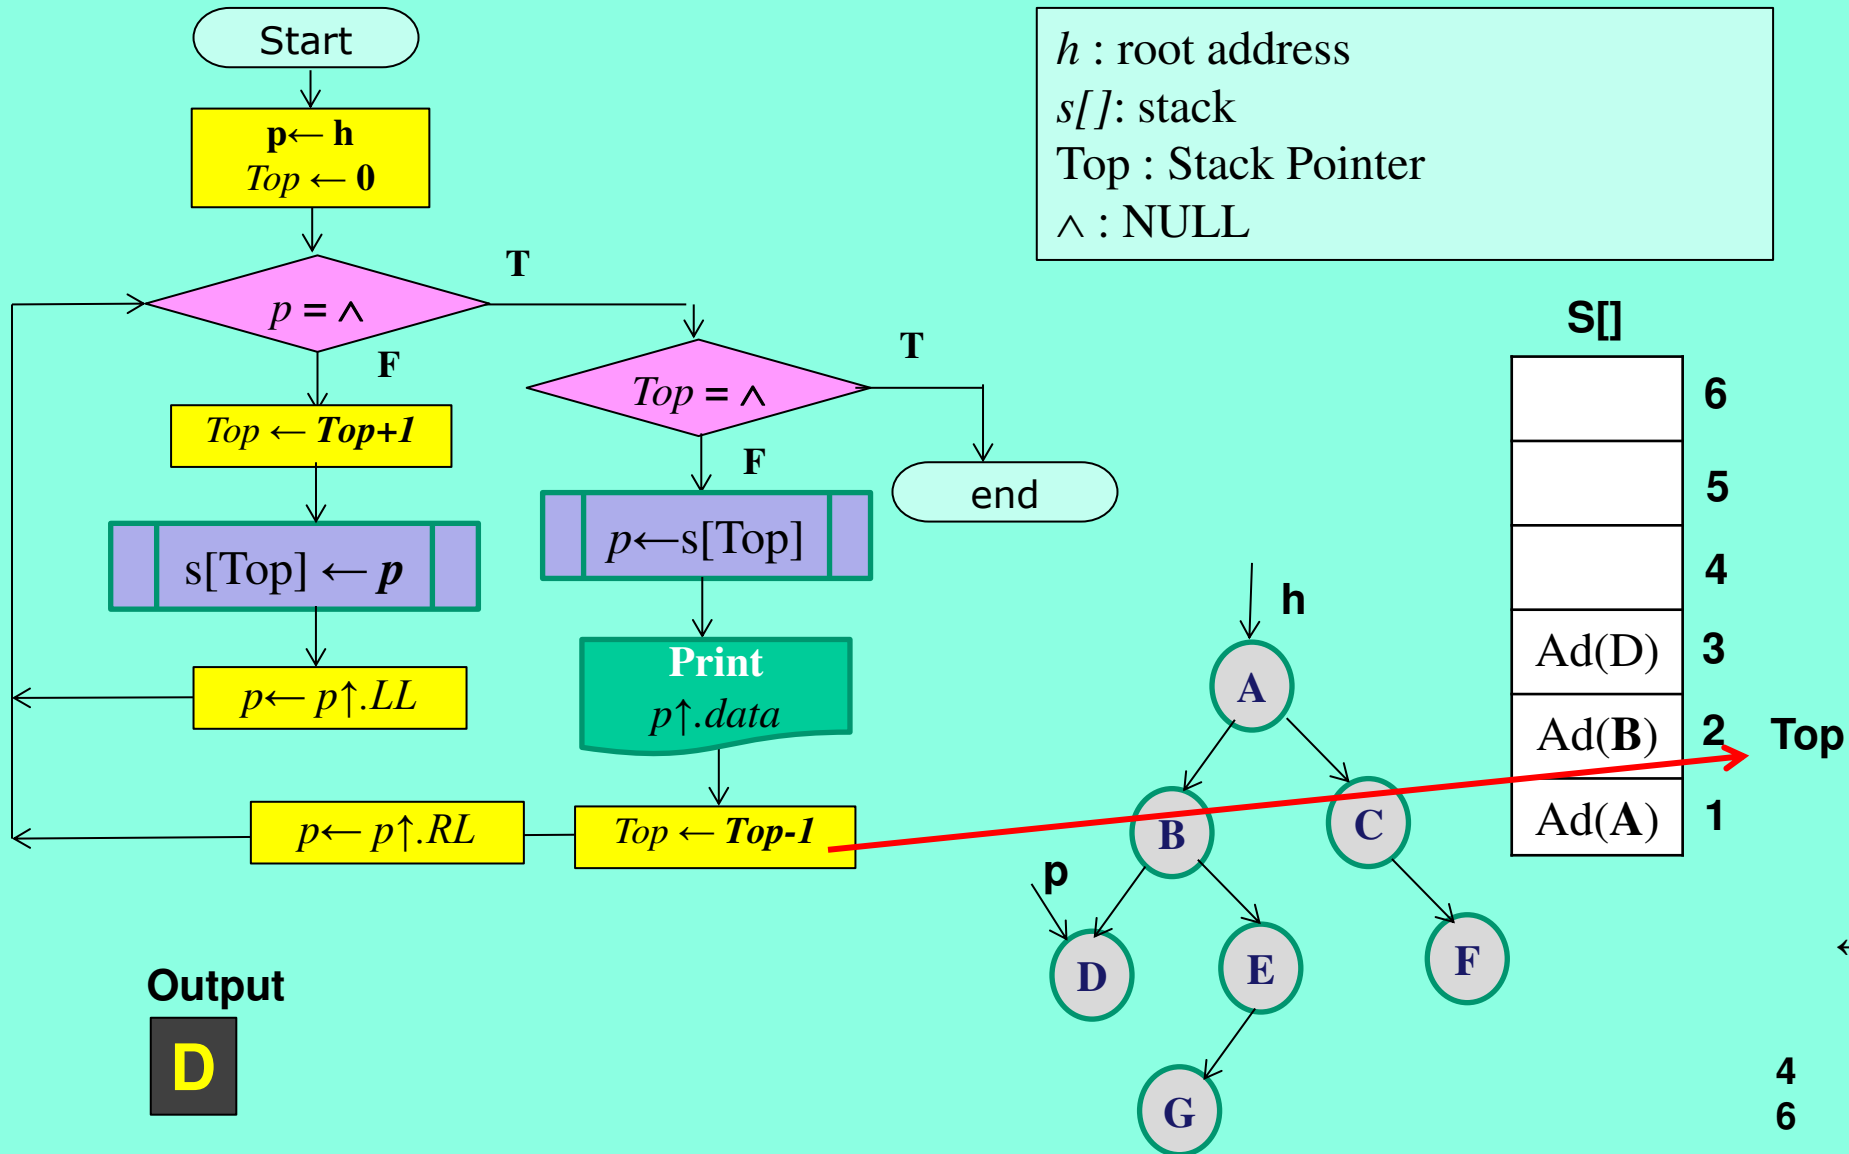 Start
p← h
Top ← 0
p = ∧
T
F
Top ← Top+1
s[Top] ← p
p← p↑.LL
Top = ∧
T
F
end
p←s[Top]
Print
p↑.data
Top ← Top-1
p← p↑.RL
h : root address
s[]: stack
Top : Stack Pointer
∧ : NULL
S[]
6
5
4
Ad(D) 3
Ad(B) 2 Top
Ad(A) 1
h
A
B
C
p
D
E
F
G
←
Output
D
4
6